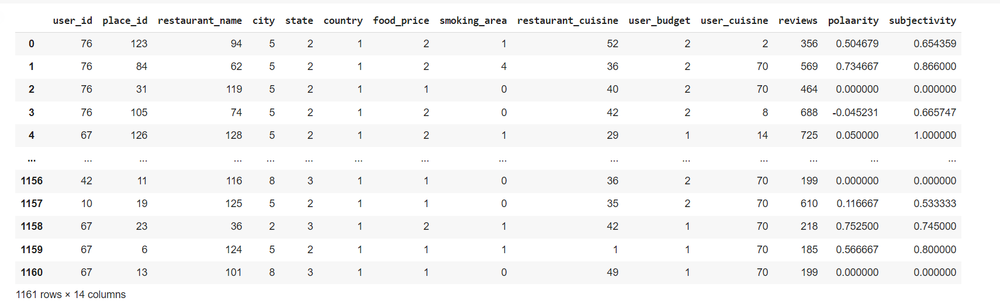 user_id place_id restaurant_name city state country food_price smoking_area restaurant_cuisine user_budget user_cuisine reviews polaarity subjectivity
0 76 123 94 5 2 1 2 1 52 2 2 356 0.504679 0.654359
1 76 84 62 5 2 1 2 4 36 2 70 569 0.734667 0.866000
2 76 31 119 5 2 1 1 0 40 2 70 464 0.000000 0.000000
3 76 105 74 5 2 1 2 0 42 2 8 688 -0.045231 0.665747
4 67 126 128 5 2 1 2 1 29 1 14 725 0.050000 1.000000
... ... ... ... ... ... ... ... ... ... ... ... ... ... ...
1156 42 11 116 8 3 1 1 0 36 2 70 199 0.000000 0.000000
1157 10 19 125 5 2 1 1 0 35 2 70 610 0.116667 0.533333
1158 67 23 36 2 3 1 2 1 42 1 70 218 0.752500 0.745000
1159 67 6 124 5 2 1 1 1 1 1 70 185 0.566667 0.800000
1160 67 13 101 8 3 1 1 0 49 1 70 199 0.000000 0.000000
1161 rows × 14 columns